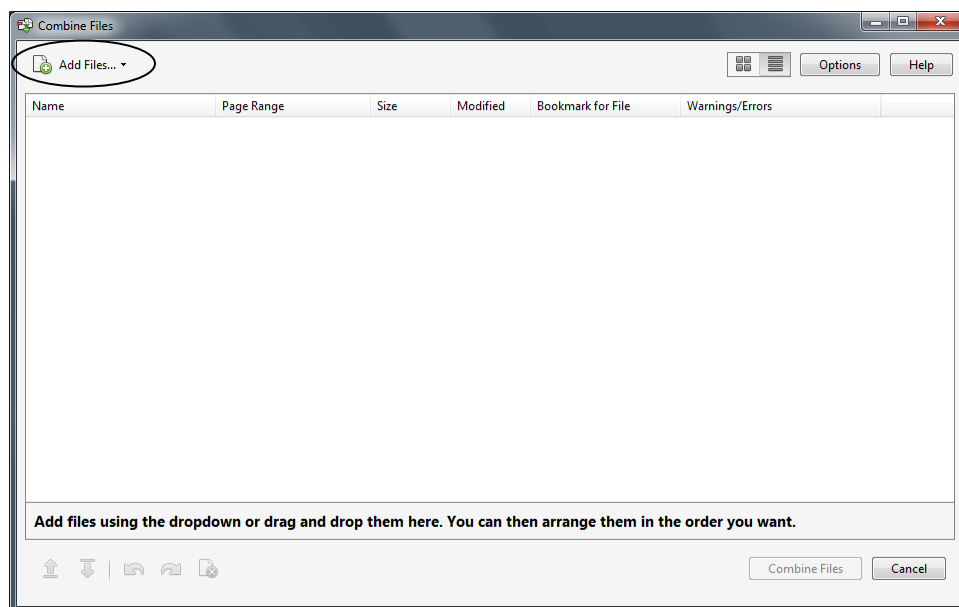 Combine Files
Add Files...
Options
Help
Name Page Range Size Modified Bookmark for File Warnings/Errors
Add files using the dropdown or drag and drop them here. You can then arrange them in the order you want.
Combine Files
Cancel